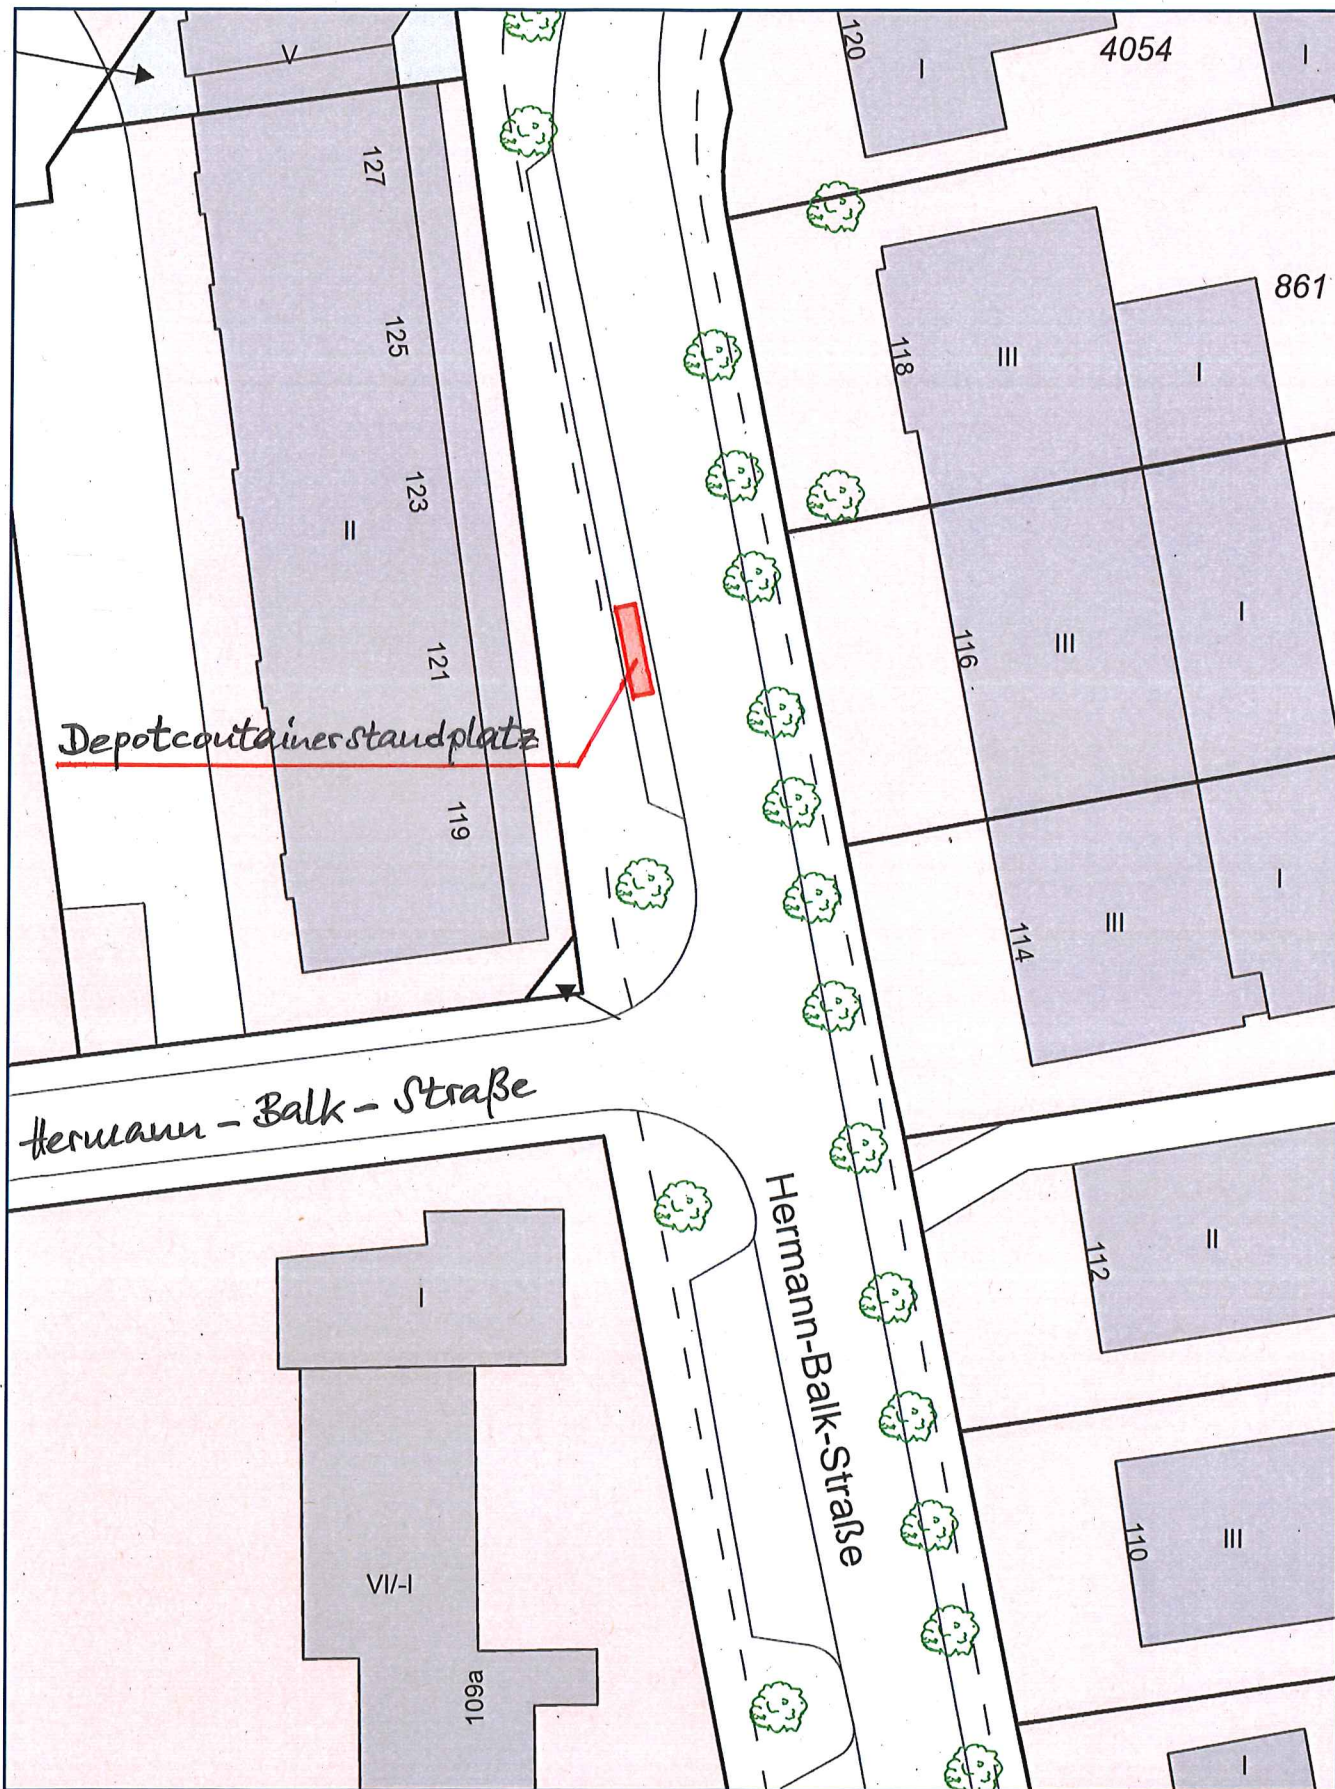 120
4054
I
I
V
127
861
125
118
III
I
123
II
116
III
I
121
Depotcontainerstandplatz
119
114
III
I
Hermann-Balk-Straße
Hermann-Balk-Straße
112
II
I
110
III
VI/-I
109a
I